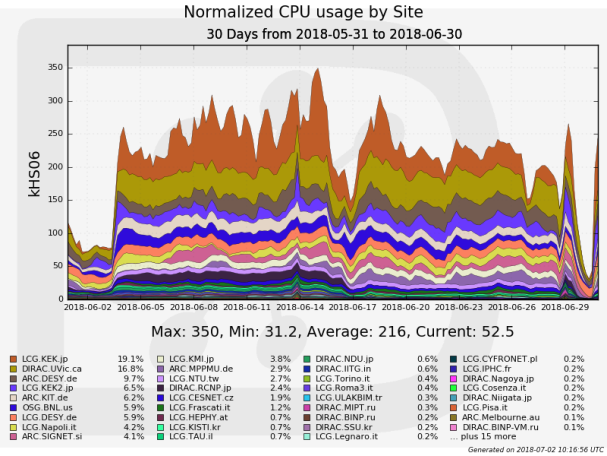 Normalized CPU usage by Site
30 Days from 2018-05-31 to 2018-06-30
kHS06
350
300
250
200
150
100
50
0
2018-06-02 2018-06-05 2018-06-08 2018-06-11 2018-06-14 2018-06-17 2018-06-20 2018-06-23 2018-06-26 2018-06-29
Max: 350, Min: 31.2, Average: 216, Current: 52.5
LCG.KEK.jp 19.1% LCG.KMI.jp 3.8% DIRAC.NDU.jp 0.6% LCG.CYFRONET.pl 0.2%
DIRAC.UVic.ca 16.8% ARC.MPPMU.de 2.9% DIRAC.IITG.in 0.6% LCG.IPHC.fr 0.2%
ARC.DESY.de 9.7% LCG.NTU.tw 2.7% LCG.Torino.it 0.4% DIRAC.Nagoya.jp 0.2%
LCG.KEK2.jp 6.5% DIRAC.RCNP.jp 2.4% LCG.Roma3.it 0.4% LCG.Cosenza.it 0.2%
ARC.KIT.de 6.2% LCG.CESNET.cz 1.9% LCG.ULAKBIM.tr 0.3% DIRAC.Niigata.jp 0.2%
OSG.BNL.us 5.9% LCG.Frascati.it 1.2% DIRAC.MIPT.ru 0.3% LCG.Pisa.it 0.2%
LCG.DESY.de 5.9% LCG.HEPHY.at 0.7% DIRAC.BINP.ru 0.2% ARC.Melbourne.au 0.1%
LCG.Napoli.it 4.2% LCG.KISTI.kr 0.7% DIRAC.SSU.kr 0.2% DIRAC.BINP-VM.ru 0.1%
ARC.SIGNET.si 4.1% LCG.TAU.il 0.7% LCG.Legnaro.it 0.2% ... plus 15 more
Generated on 2018-07-02 10:16:56 UTC